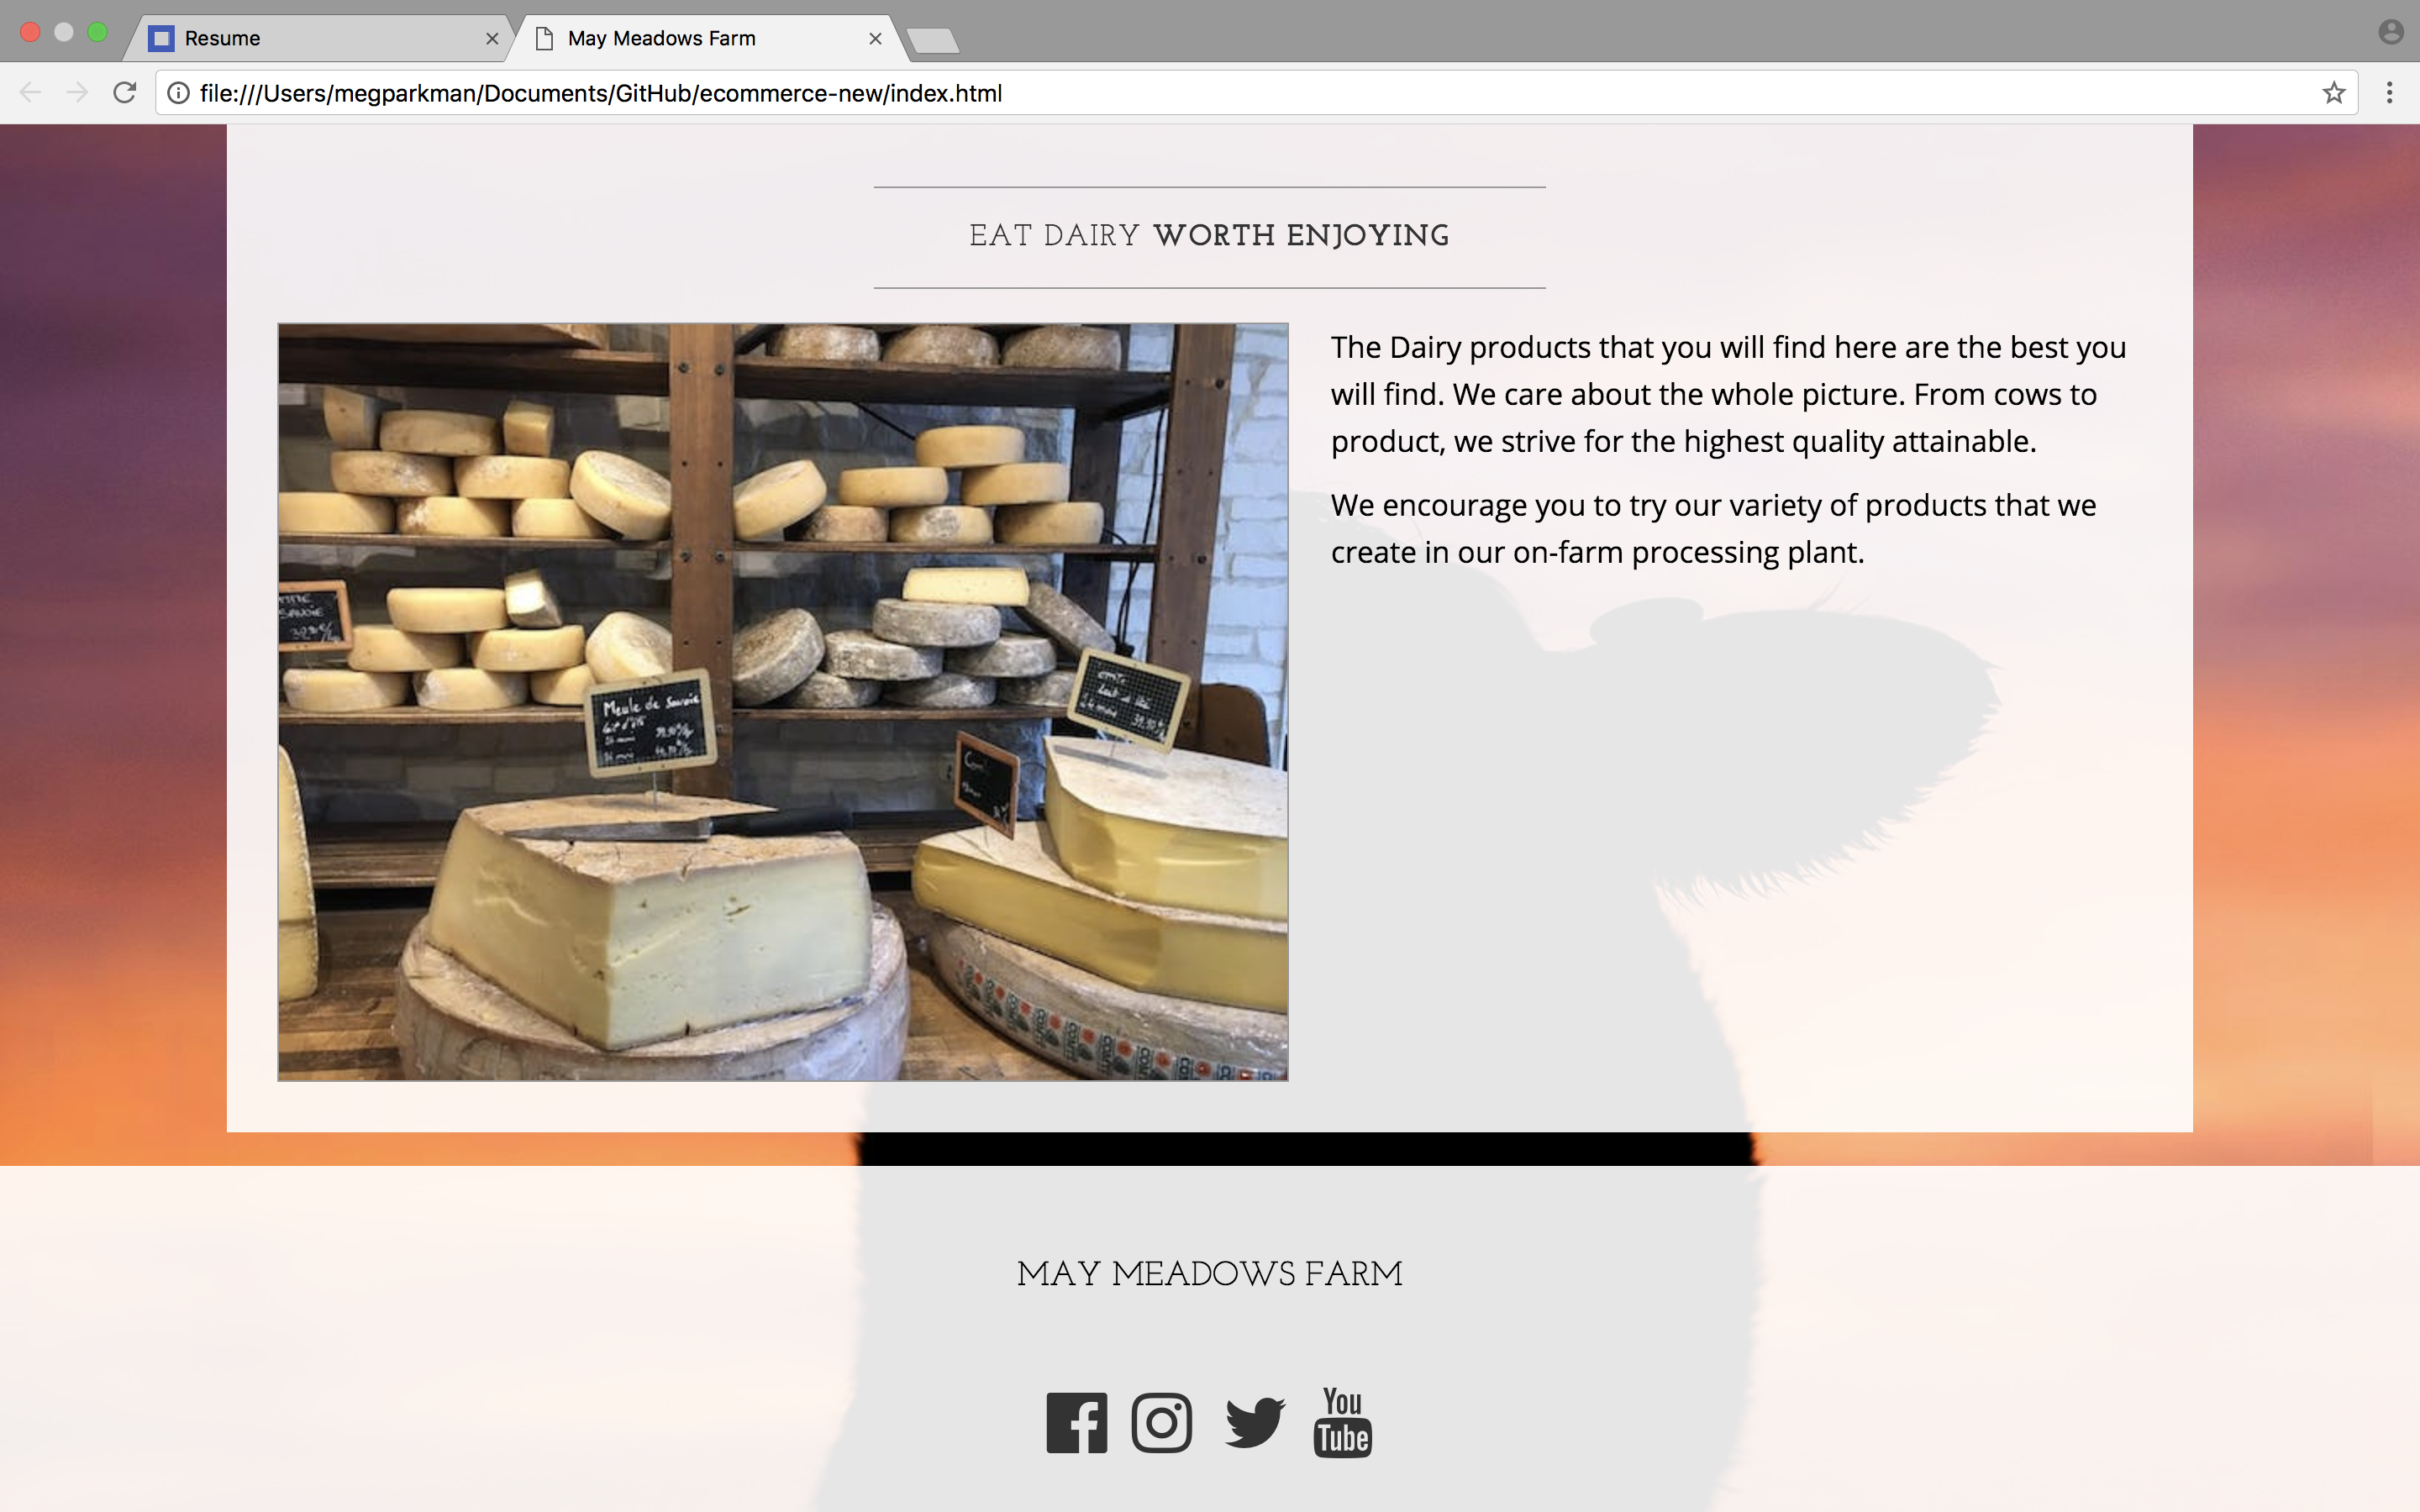 Resume
May Meadows Farm
file:///Users/megparkman/Documents/GitHub/ecommerce-new/index.html
EAT DAIRY WORTH ENJOYING
The Dairy products that you will find here are the best you
will find. We care about the whole picture. From cows to
product, we strive for the highest quality attainable.
We encourage you to try our variety of products that we
create in our on-farm processing plant.
Meule de Savoie
MAY MEADOWS FARM
You
Tube